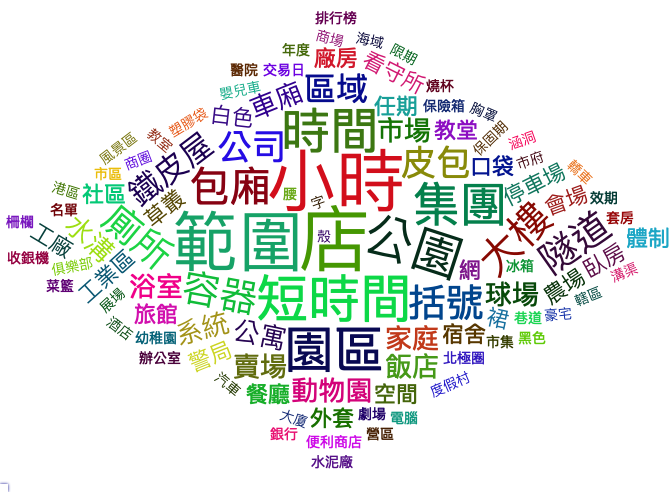 排行榜
商場
海域
年度
廠房
限期
醫院
交易日
看守所
燒杯
嬰兒車
車廂
區域
任期
保險箱
胸罩
塑膠袋
白色
時間
市場
教堂
保固期
涵洞
風景區
教室
商圈
鐵皮屋
公司
皮包
口袋
市府
市區
港區
社區
草叢
包廂
小時
腰
字
集團
停車場
會場
效期
名單
柵欄
水溝
廁所
範圍
店
殼
公園
大樓
隧道
套房
體制
工廠
收銀機
俱樂部
工業區
網
冰箱
農場
臥房
溝渠
菜籃
展場
浴室
容器
短時間
括號
球場
轄區
酒店
旅館
系統
公寓
園區
家庭
宿舍
裙
巷道
豪宅
幼稚園
辦公室
警局
賣場
飯店
市集
黑色
北極圈
汽車
餐廳
動物園
空間
度假村
大廈
外套
劇場
電腦
銀行
便利商店
營區
水泥廠